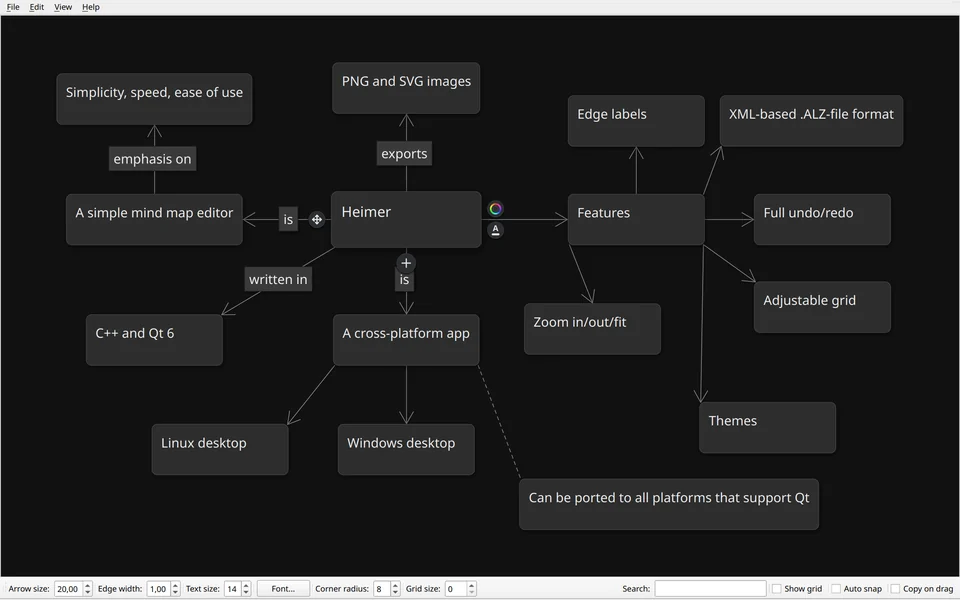 File Edit View Help
Simplicity, speed, ease of use
PNG and SVG images
Edge labels
XML-based .ALZ-file format
emphasis on
exports
A simple mind map editor
is
Heimer
A
Features
Full undo/redo
written in
is
Adjustable grid
C++ and Qt 6
A cross-platform app
Zoom in/out/fit
Linux desktop
Windows desktop
Themes
Can be ported to all platforms that support Qt
Arrow size: 20,00 Edge width: 1,00 Text size: 14 Font... Corner radius: 8 Grid size: 0 Search: Show grid Auto snap Copy on drag